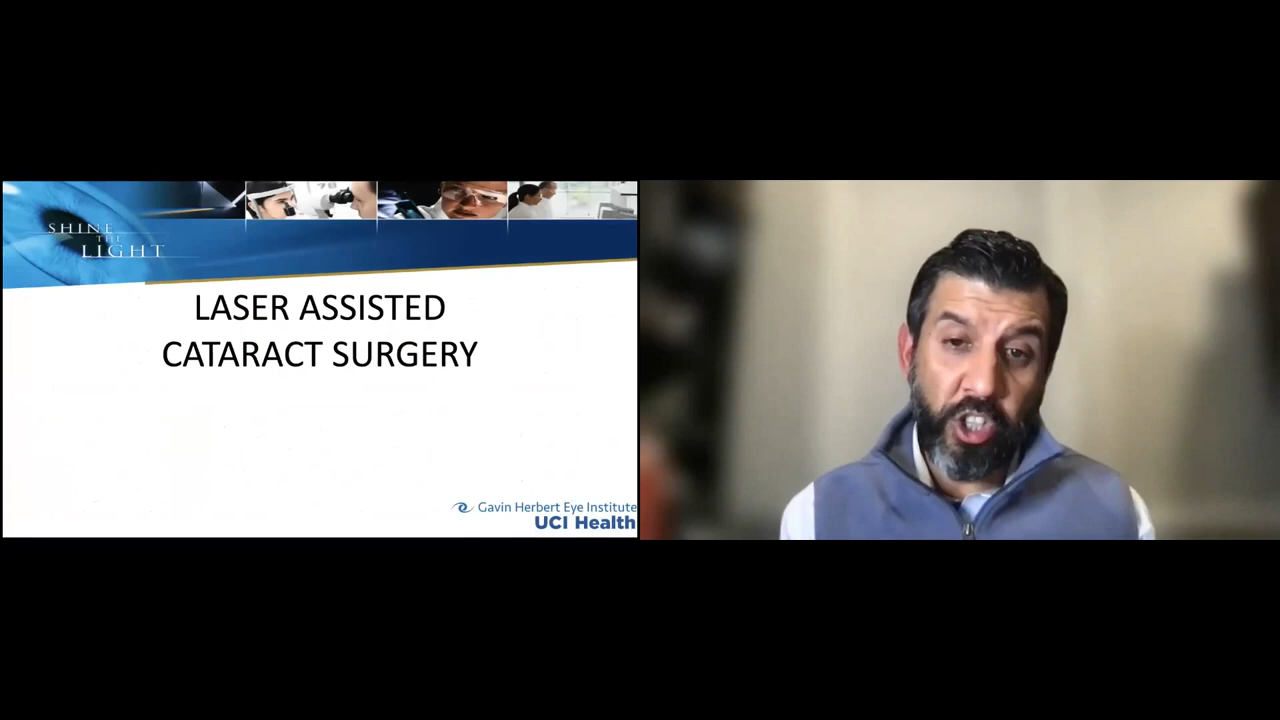 SHINE
THE
LIGHT
LASER ASSISTED
CATARACT SURGERY
Gavin Herbert Eye Institute
UCI Health